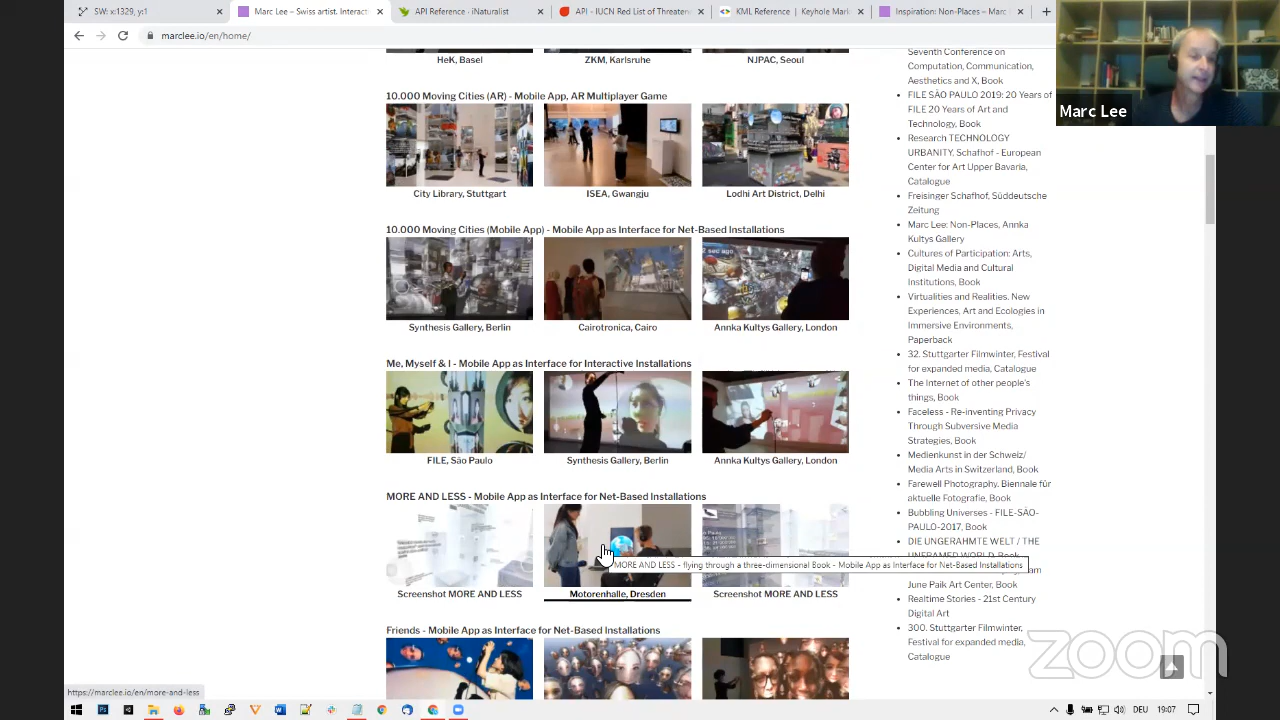 SW: x:1329, y:1
Marc Lee – Swiss artist. Interacti
API Reference · iNaturalist
API - IUCN Red List of Threaten
KML Reference | Keyhole Mark
Inspiration: Non-Places – Marc
marclee.io/en/home/
Marc Lee
HeK, Basel
ZKM, Karlsruhe
NJPAC, Seoul
10.000 Moving Cities (AR) - Mobile App, AR Multiplayer Game
City Library, Stuttgart
ISEA, Gwangju
Lodhi Art District, Delhi
10.000 Moving Cities (Mobile App) - Mobile App as Interface for Net-Based Installations
2 sec ago
Synthesis Gallery, Berlin
Cairotronica, Cairo
Annka Kultys Gallery, London
Me, Myself & I - Mobile App as Interface for Interactive Installations
FILE, São Paulo
Synthesis Gallery, Berlin
Annka Kultys Gallery, London
MORE AND LESS - Mobile App as Interface for Net-Based Installations
MORE AND LESS - flying through a three-dimensional Book - Mobile App as Interface for Net-Based Installations
Screenshot MORE AND LESS
Motorenhalle, Dresden
Screenshot MORE AND LESS
Friends - Mobile App as Interface for Net-Based Installations
Seventh Conference on
Computation, Communication,
Aesthetics and X, Book
FILE SÃO PAULO 2019: 20 Years of
FILE 20 Years of Art and
Technology, Book
Research TECHNOLOGY
URBANITY, Schafhof - European
Center for Art Upper Bavaria,
Catalogue
Freisinger Schafhof, Süddeutsche
Zeitung
Marc Lee: Non-Places, Annka
Kultys Gallery
Cultures of Participation: Arts,
Digital Media and Cultural
Institutions, Book
Virtualities and Realities. New
Experiences, Art and Ecologies in
Immersive Environments,
Paperback
32. Stuttgarter Filmwinter, Festival
for expanded media, Catalogue
The Internet of other people's
things, Book
Faceless - Re-inventing Privacy
Through Subversive Media
Strategies, Book
Medienkunst in der Schweiz/
Media Arts in Switzerland, Book
Farewell Photography. Biennale für
aktuelle Fotografie, Book
Bubbling Universes - FILE-SÃO-
PAULO-2017, Book
DIE UNGERAHMTE WELT / THE
UNFRAMED WORLD, Book
June Paik Art Center, Book
Realtime Stories - 21st Century
Digital Art
300. Stuttgarter Filmwinter,
Festival for expanded media,
Catalogue
zoom
https://marclee.io/en/more-and-less
DEU
19:07